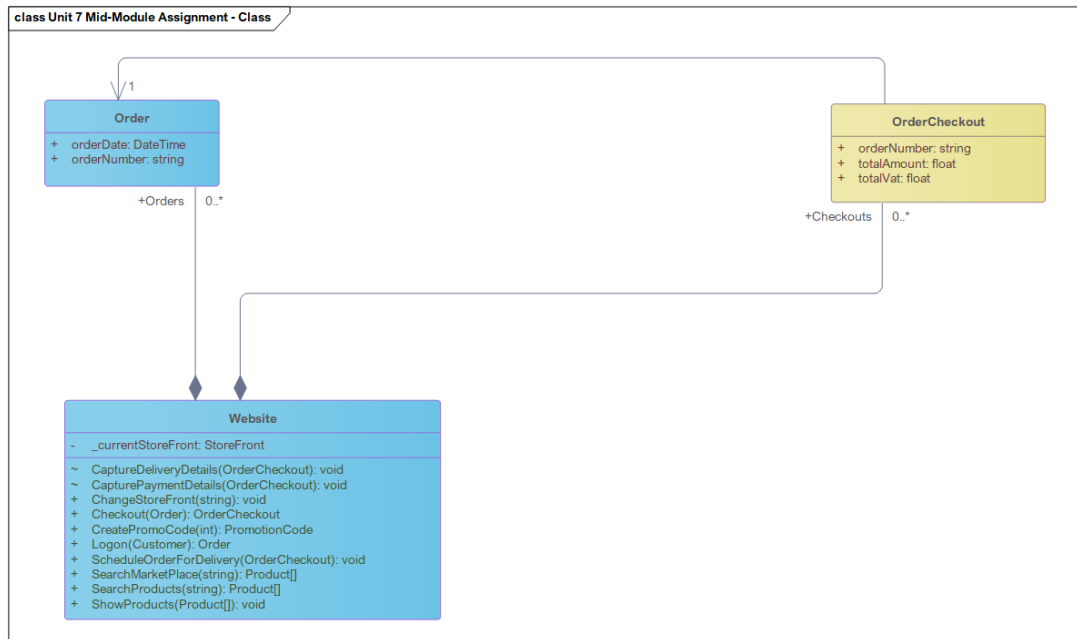 class Unit 7 Mid-Module Assignment - Class
1
Order
+ orderDate: DateTime
+ orderNumber: string
+Orders 0..*
OrderCheckout
+ orderNumber: string
+ totalAmount: float
+ totalVat: float
+Checkouts 0..*
Website
- _currentStoreFront: StoreFront
~ CaptureDeliveryDetails(OrderCheckout): void
~ CapturePaymentDetails(OrderCheckout): void
+ ChangeStoreFront(string): void
+ Checkout(Order): OrderCheckout
+ CreatePromoCode(int): PromotionCode
+ Logon(Customer): Order
+ ScheduleOrderForDelivery(OrderCheckout): void
+ SearchMarketPlace(string): Product[]
+ SearchProducts(string): Product[]
+ ShowProducts(Product[]): void